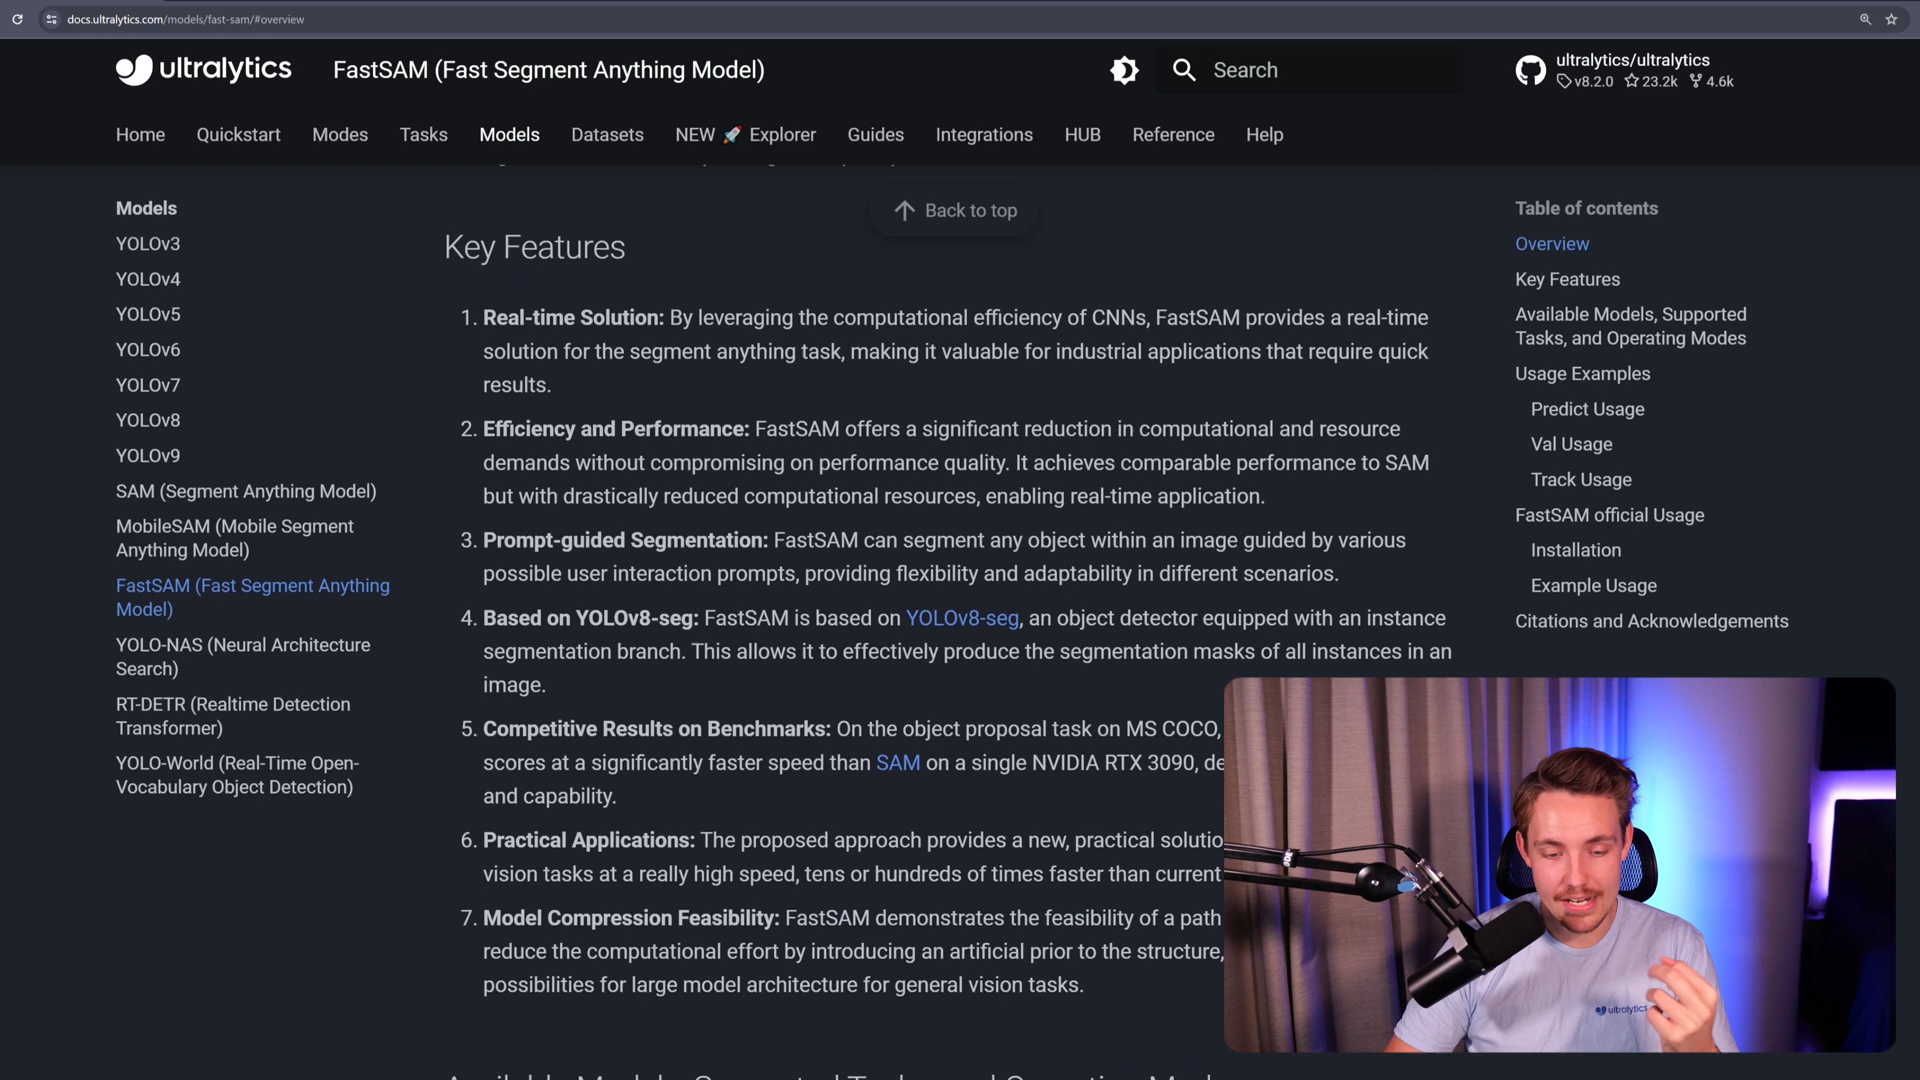 docs.ultralytics.com/models/fast-sam/#overview
ultralytics
FastSAM (Fast Segment Anything Model)
Search
ultralytics/ultralytics
v8.2.0 23.2k 4.6k
Home Quickstart Modes Tasks Models Datasets NEW 🚀 Explorer Guides Integrations HUB Reference Help
Models
YOLOv3
YOLOv4
YOLOv5
YOLOv6
YOLOv7
YOLOv8
YOLOv9
SAM (Segment Anything Model)
MobileSAM (Mobile Segment
Anything Model)
FastSAM (Fast Segment Anything
Model)
YOLO-NAS (Neural Architecture
Search)
RT-DETR (Realtime Detection
Transformer)
YOLO-World (Real-Time Open-
Vocabulary Object Detection)
Back to top
Key Features
1. Real-time Solution: By leveraging the computational efficiency of CNNs, FastSAM provides a real-time
solution for the segment anything task, making it valuable for industrial applications that require quick
results.
2. Efficiency and Performance: FastSAM offers a significant reduction in computational and resource
demands without compromising on performance quality. It achieves comparable performance to SAM
but with drastically reduced computational resources, enabling real-time application.
3. Prompt-guided Segmentation: FastSAM can segment any object within an image guided by various
possible user interaction prompts, providing flexibility and adaptability in different scenarios.
4. Based on YOLOv8-seg: FastSAM is based on YOLOv8-seg, an object detector equipped with an instance
segmentation branch. This allows it to effectively produce the segmentation masks of all instances in an
image.
5. Competitive Results on Benchmarks: On the object proposal task on MS COCO,
scores at a significantly faster speed than SAM on a single NVIDIA RTX 3090, de
and capability.
6. Practical Applications: The proposed approach provides a new, practical solutio
vision tasks at a really high speed, tens or hundreds of times faster than current
7. Model Compression Feasibility: FastSAM demonstrates the feasibility of a path
reduce the computational effort by introducing an artificial prior to the structure,
possibilities for large model architecture for general vision tasks.
Table of contents
Overview
Key Features
Available Models, Supported
Tasks, and Operating Modes
Usage Examples
Predict Usage
Val Usage
Track Usage
FastSAM official Usage
Installation
Example Usage
Citations and Acknowledgements
ultralytics